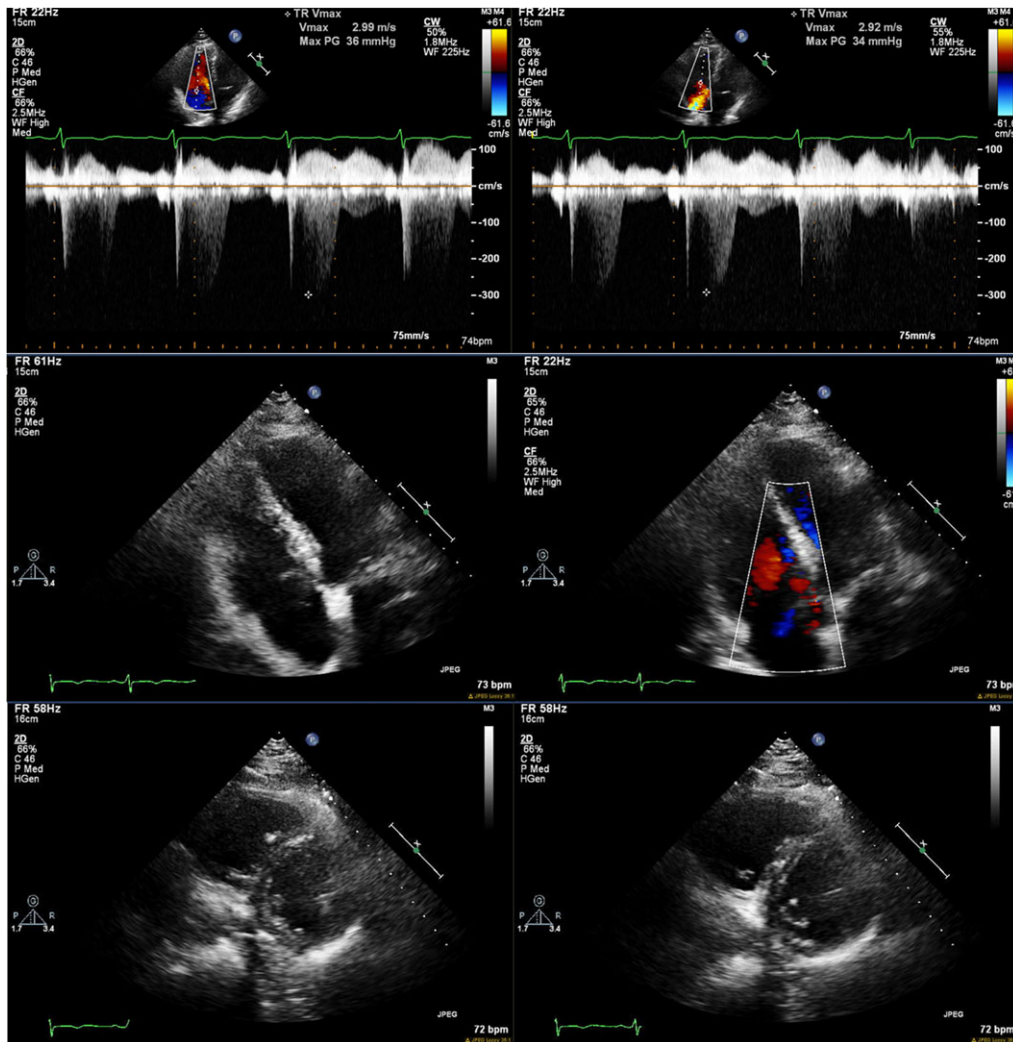 FR 22Hz
15cm
2D
66%
C 46
P Med
HGen
CF
66%
2.5MHz
WF High
Med
TR Vmax
Vmax 2.99 m/s
Max PG 36 mmHg
P
M3 M4
CW
50%
1.8MHz
WF 225Hz
+61.6
-61.6
cm/s
100
cm/s
-100
-200
-300
75mm/s
74bpm
FR 22Hz
15cm
2D
66%
C 46
P Med
HGen
CF
66%
2.5MHz
WF High
Med
TR Vmax
Vmax 2.92 m/s
Max PG 34 mmHg
P
M3 M4
CW
55%
1.8MHz
WF 225Hz
cm/s
100
cm/s
-100
-200
-300
75mm/s
74bpm
FR 61Hz
15cm
2D
66%
C 46
P Med
HGen
P
M3
G
P R
1.7 3.4
JPEG
73 bpm
FR 22Hz
15cm
2D
65%
C 46
P Med
HGen
CF
66%
2.5MHz
WF High
Med
P
G
P R
1.7 3.4
JPEG
73 bpm
FR 58Hz
16cm
2D
66%
C 46
P Med
HGen
P
M3
G
P R
1.7 3.4
JPEG
72 bpm
FR 58Hz
16cm
2D
66%
C 46
P Med
HGen
P
M3
G
P R
1.7 3.4
JPEG
72 bpm